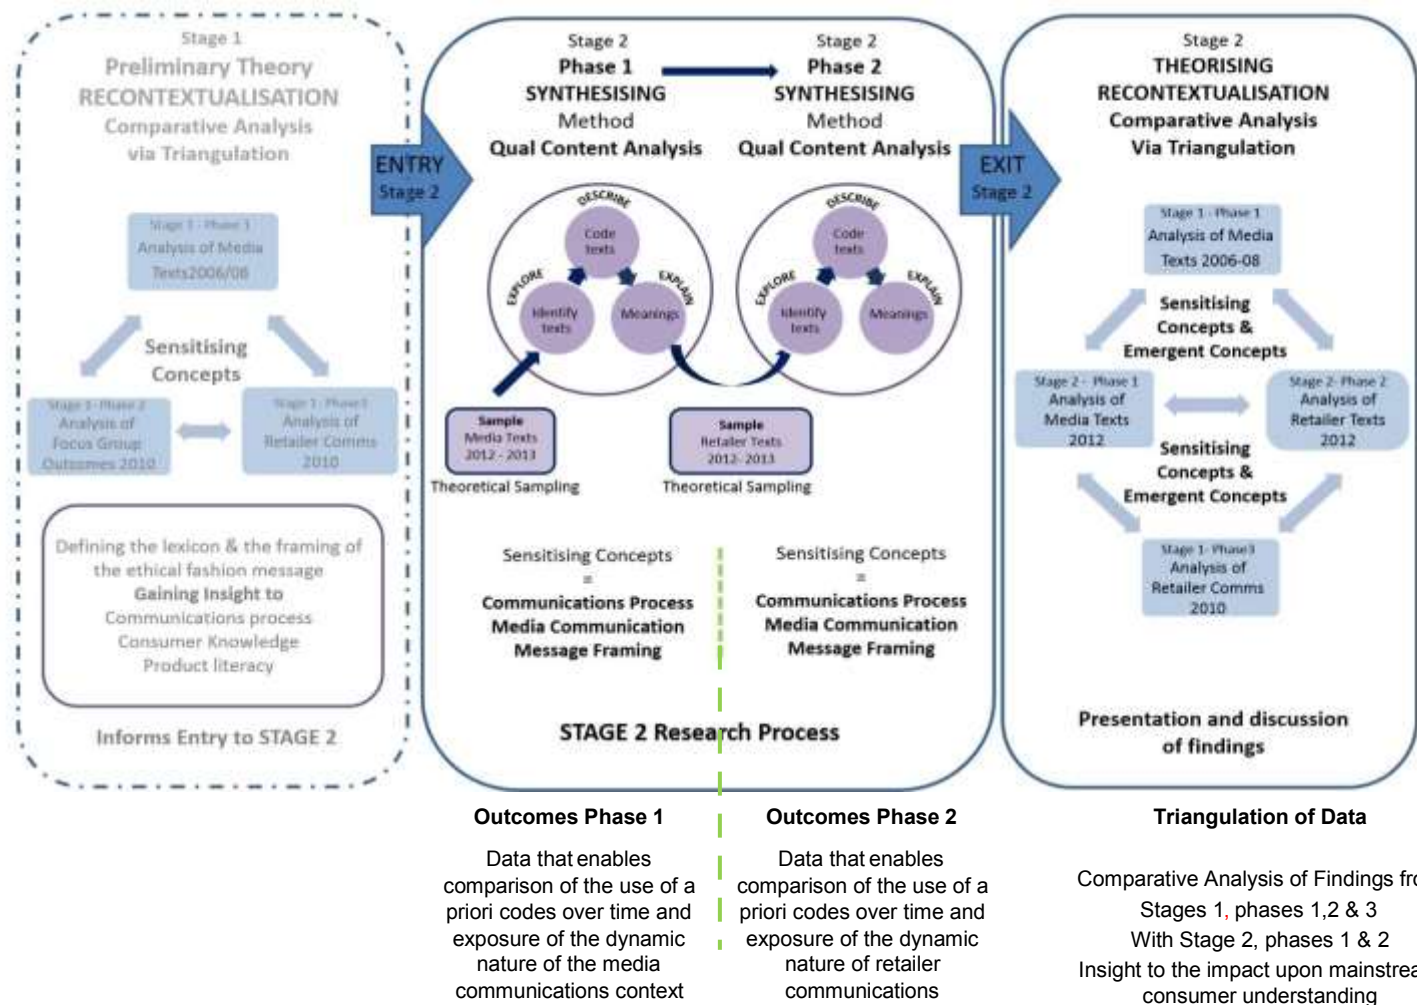 Stage 1
Preliminary Theory
RECONTEXTUALISATION
Comparative Analysis
via Triangulation
Stage 1 - Phase 1
Analysis of Media
Texts2006/08
Sensitising
Concepts
Stage 1- Phase 2
Analysis of
Focus Group
Outcomes 2010
Stage 1- Phase3
Analysis of
Retailer Comms
2010
Defining the lexicon & the framing of
the ethical fashion message
Gaining Insight to
Communications process
Consumer Knowledge
Product literacy
Informs Entry to STAGE 2
ENTRY
Stage 2
Stage 2
Phase 1
SYNTHESISING
Method
Qual Content Analysis
DESCRIBE
Code
texts
EXPLORE
EXPLAIN
Identify
texts
Meanings
Sample
Media Texts
2012 - 2013
Theoretical Sampling
Sensitising Concepts
=
Communications Process
Media Communication
Message Framing
Stage 2
Phase 2
SYNTHESISING
Method
Qual Content Analysis
DESCRIBE
Code
texts
EXPLORE
EXPLAIN
Identify
texts
Meanings
Sample
Retailer Texts
2012- 2013
Theoretical Sampling
Sensitising Concepts
=
Communications Process
Media Communication
Message Framing
STAGE 2 Research Process
EXIT
Stage 2
Stage 2
THEORISING
RECONTEXTUALISATION
Comparative Analysis
Via Triangulation
Stage 1 - Phase 1
Analysis of Media
Texts 2006-08
Sensitising
Concepts &
Emergent Concepts
Stage 2 - Phase 1
Analysis of
Media Texts
2012
Stage 2- Phase 2
Analysis of
Retailer Texts
2012
Sensitising
Concepts &
Emergent Concepts
Stage 1- Phase3
Analysis of
Retailer Comms
2010
Presentation and discussion
of findings
Outcomes Phase 1
Data that enables
comparison of the use of a
priori codes over time and
exposure of the dynamic
nature of the media
communications context
Outcomes Phase 2
Data that enables
comparison of the use of a
priori codes over time and
exposure of the dynamic
nature of retailer
communications
Triangulation of Data
Comparative Analysis of Findings fr
Stages 1, phases 1,2 & 3
With Stage 2, phases 1 & 2
Insight to the impact upon mainstrea
consumer understanding